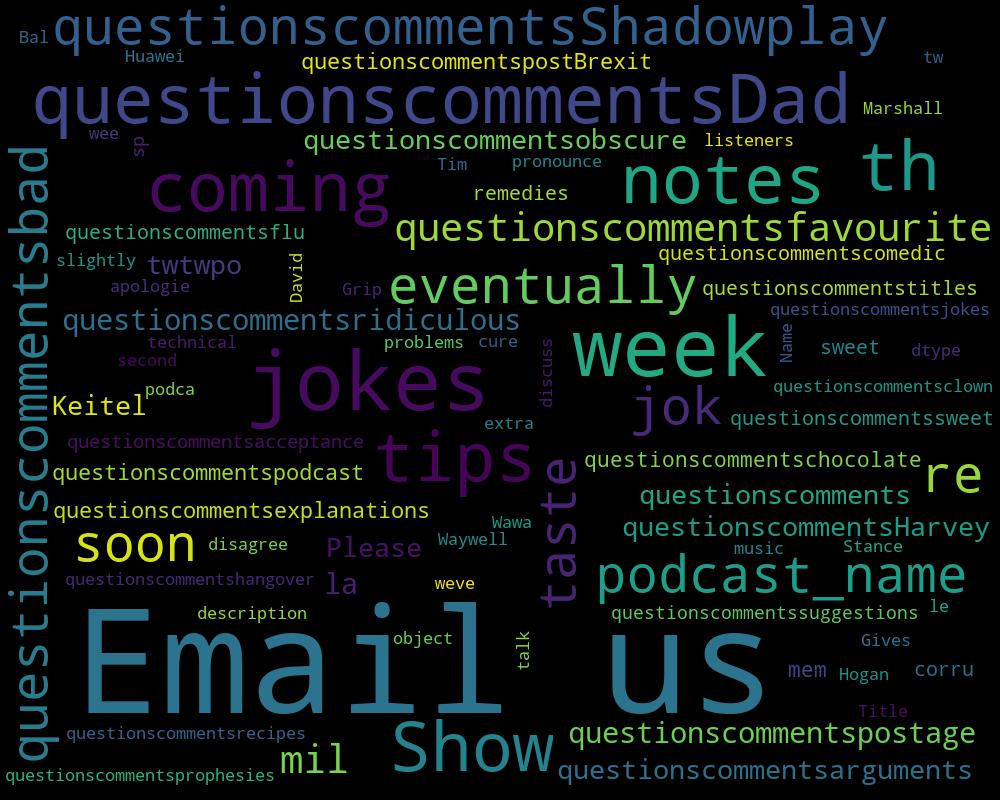 Bal questionscommentsShadowplay
Huawei questionscommentspostBrexit tw
questionscommentsDad Marshall
wee sp questionscommentsobscure listeners
coming Tim pronounce notes th
remedies
questionscommentsbad
questionscommentsflu questionscommentsfavourite
slightly twtwpo David questionscommentscomedic
apologie Grip eventually questionscommentstitles
questionscommentsridiculous questionscommentsjokes
technical problems cure week Name sweet dtype
second discuss
podca jokes questionscommentsclown
Keitel extra jok questionscommentssweet
questionscommentsacceptance tips
questionscommentspodcast taste questionscommentschocolate re
questionscomments
questionscommentsexplanations Wawa questionscommentsHarvey
soon disagree Please Waywell music Stance
questionscommentshangover la weve podcast_name
description questionscommentssuggestions le
Email object talk us Gives
mem Hogan corru
Title
questionscommentsrecipes Show questionscommentspostage
mil
questionscommentsprophesies questionscommentsarguments